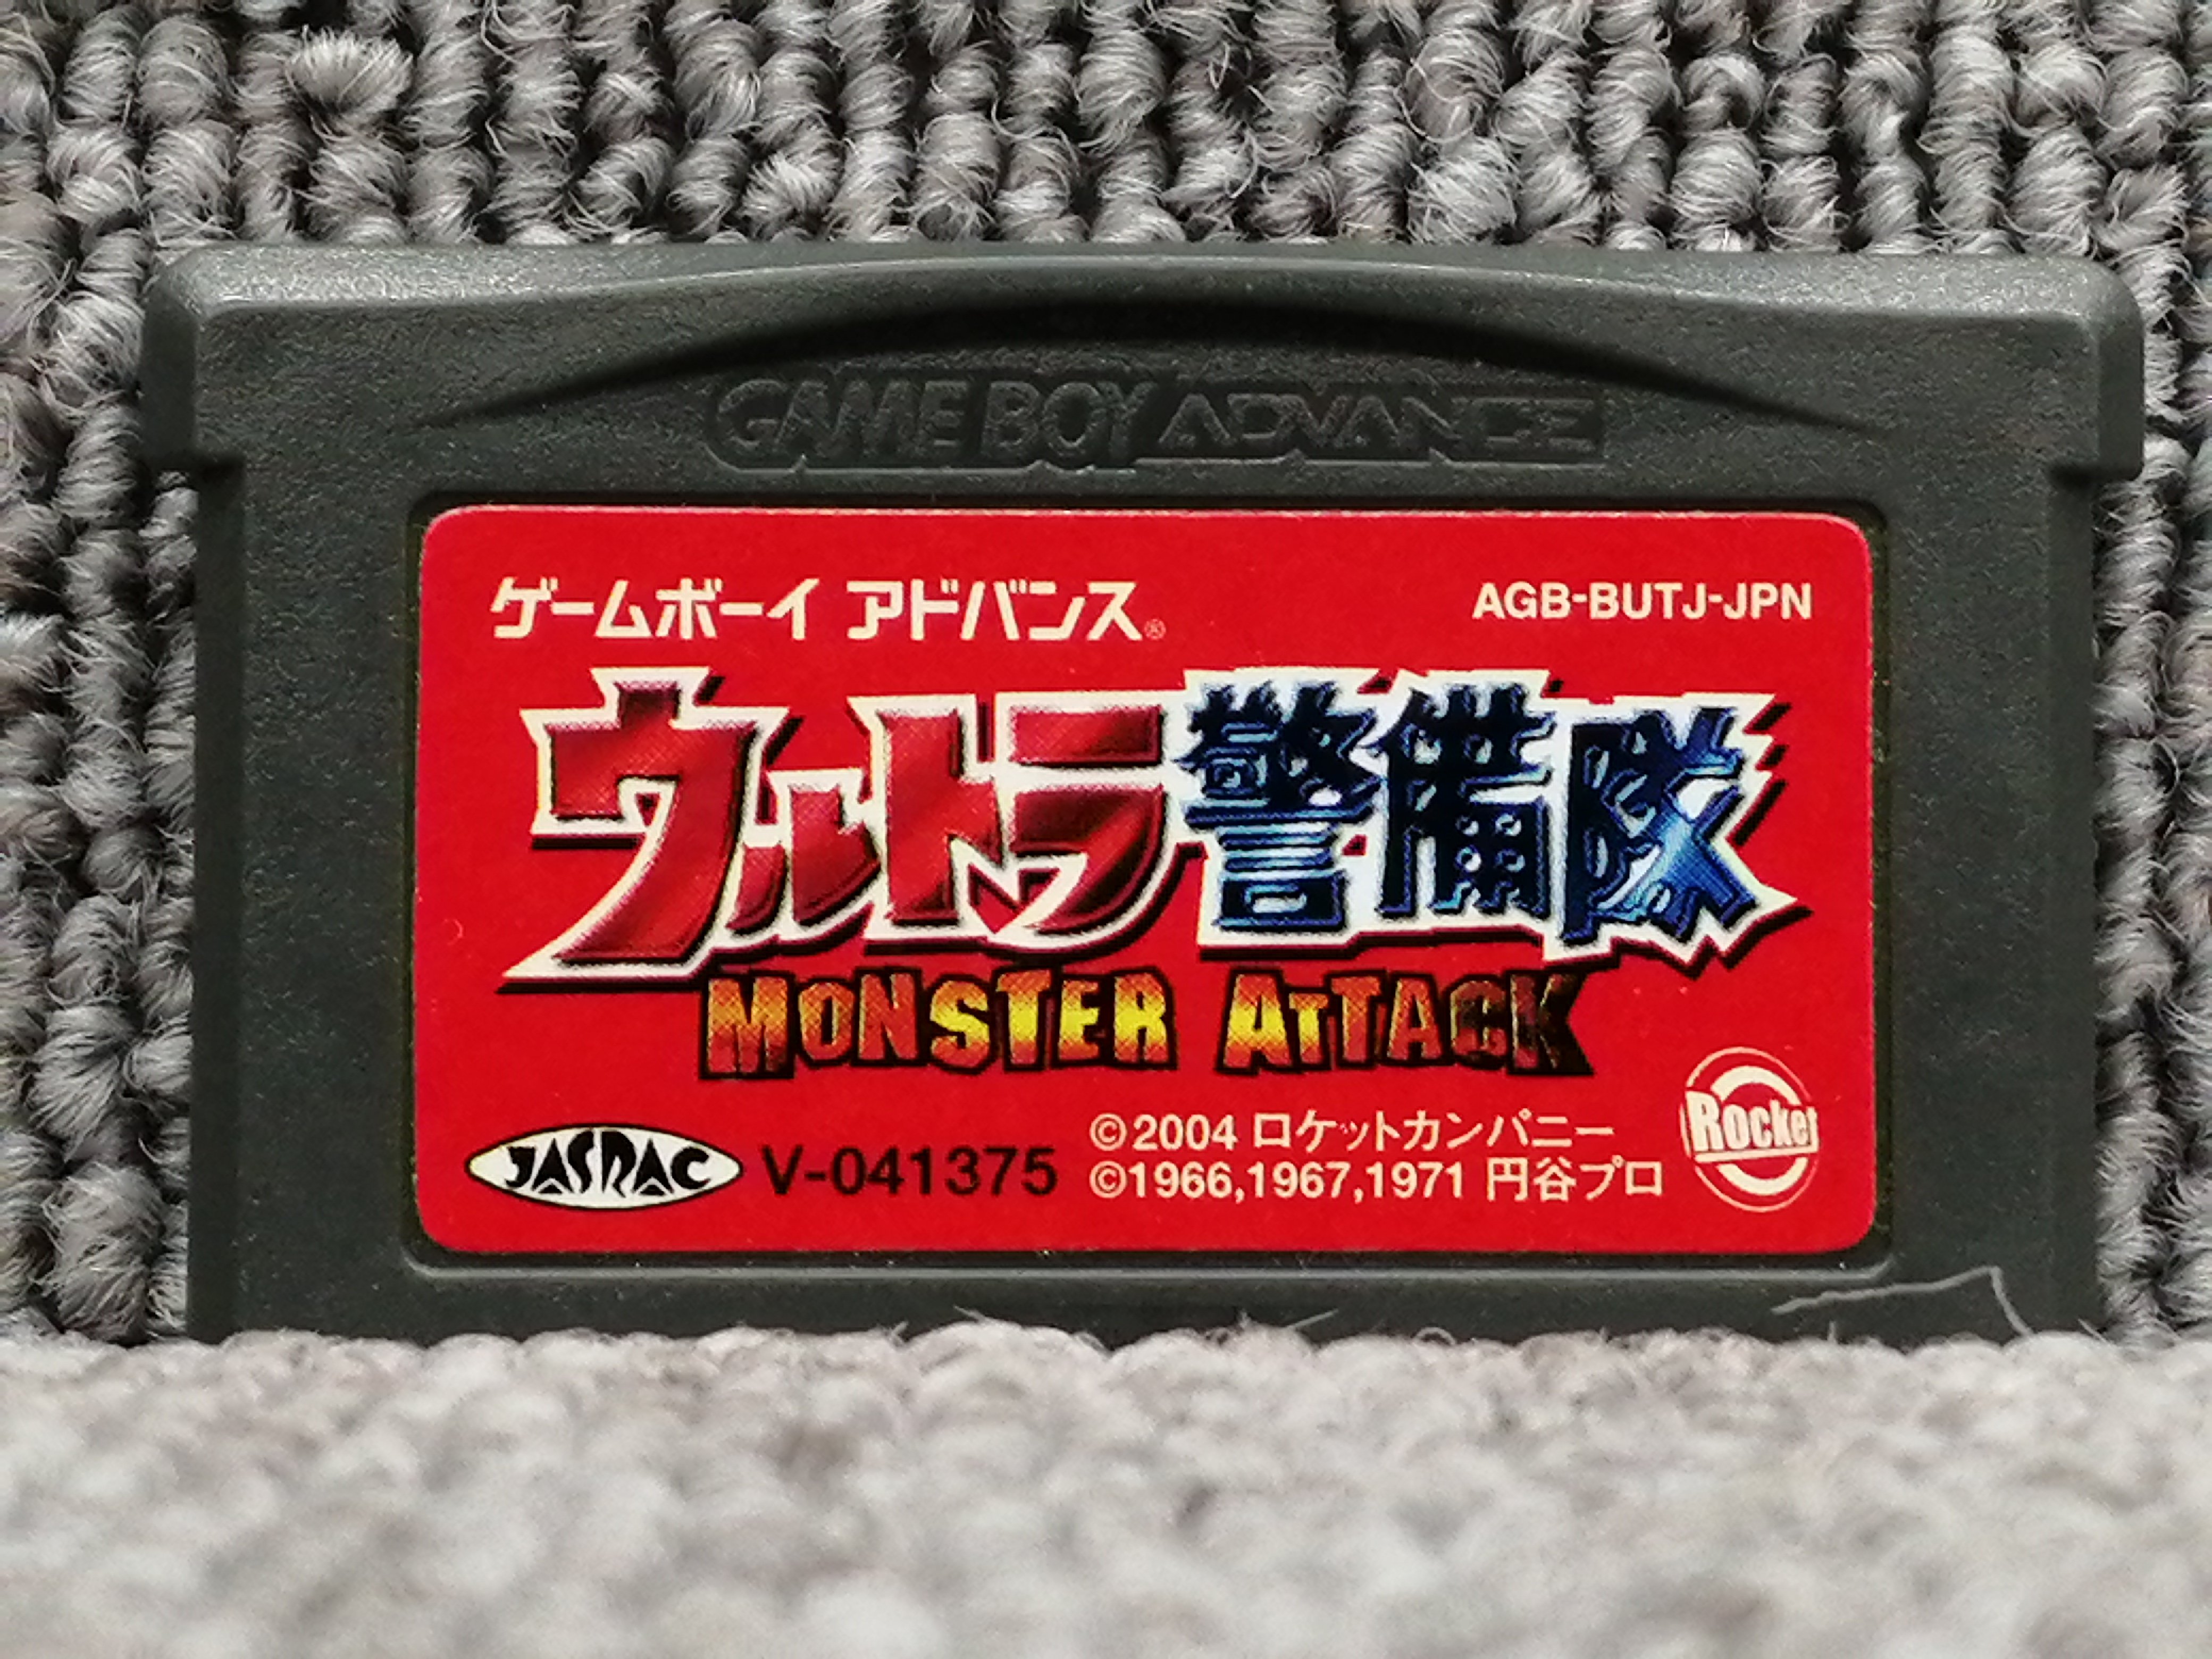 GAME BOY ADVANCE
ゲームボーイ アドバンス®
AGB-BUTJ-JPN
ウルトラ警備隊
MONSTER ATTACK
JASRAC V-041375
©2004 ロケットカンパニー
©1966,1967,1971 円谷プロ
Rocket